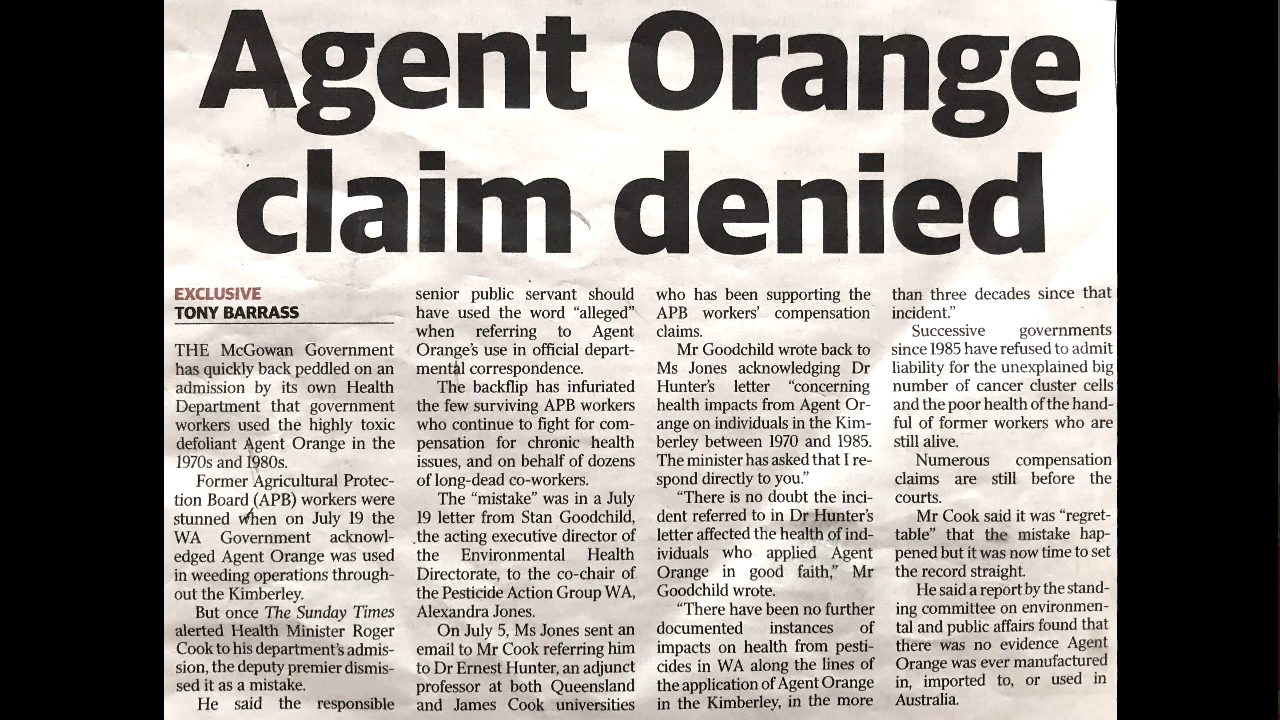 Agent Orange
claim denied
EXCLUSIVE
TONY BARRASS
THE McGowan Government
has quickly back peddled on an
admission by its own Health
Department that government
workers used the highly toxic
defoliant Agent Orange in the
1970s and 1980s.
Former Agricultural Protec-
tion Board (APB) workers were
stunned when on July 19 the
WA Government acknowl-
edged Agent Orange was used
in weeding operations through-
out the Kimberley.
But once The Sunday Times
alerted Health Minister Roger
Cook to his department's admis-
sion, the deputy premier dismis-
sed it as a mistake.
He said the responsible
senior public servant should
have used the word "alleged"
when referring to Agent
Orange's use in official depart-
mental correspondence.
The backflip has infuriated
the few surviving APB workers
who continue to fight for com-
pensation for chronic health
issues, and on behalf of dozens
of long-dead co-workers.
The "mistake" was in a July
19 letter from Stan Goodchild,
the acting executive director of
the Environmental Health
Directorate, to the co-chair of
the Pesticide Action Group WA,
Alexandra Jones.
On July 5, Ms Jones sent an
email to Mr Cook referring him
to Dr Ernest Hunter, an adjunct
professor at both Queensland
and James Cook universities
who has been supporting the
APB workers' compensation
claims.
Mr Goodchild wrote back to
Ms Jones acknowledging Dr
Hunter's letter "concerning
health impacts from Agent Or-
ange on individuals in the Kim-
berley between 1970 and 1985.
The minister has asked that I re-
spond directly to you."
"There is no doubt the inci-
dent referred to in Dr Hunter's
letter affected the health of ind-
ividuals who applied Agent
Orange in good faith," Mr
Goodchild wrote.
"There have been no further
documented instances of
impacts on health from pesti-
cides in WA along the lines of
the application of Agent Orange
in the Kimberley, in the more
than three decades since that
incident."
Successive governments
since 1985 have refused to admit
liability for the unexplained big
number of cancer cluster cells
and the poor health of the hand-
ful of former workers who are
still alive.
Numerous compensation
claims are still before the
courts.
Mr Cook said it was "regret-
table" that the mistake hap-
pened but it was now time to set
the record straight.
He said a report by the stand-
ing committee on environmen-
tal and public affairs found that
there was no evidence Agent
Orange was ever manufactured
in, imported to, or used in
Australia.